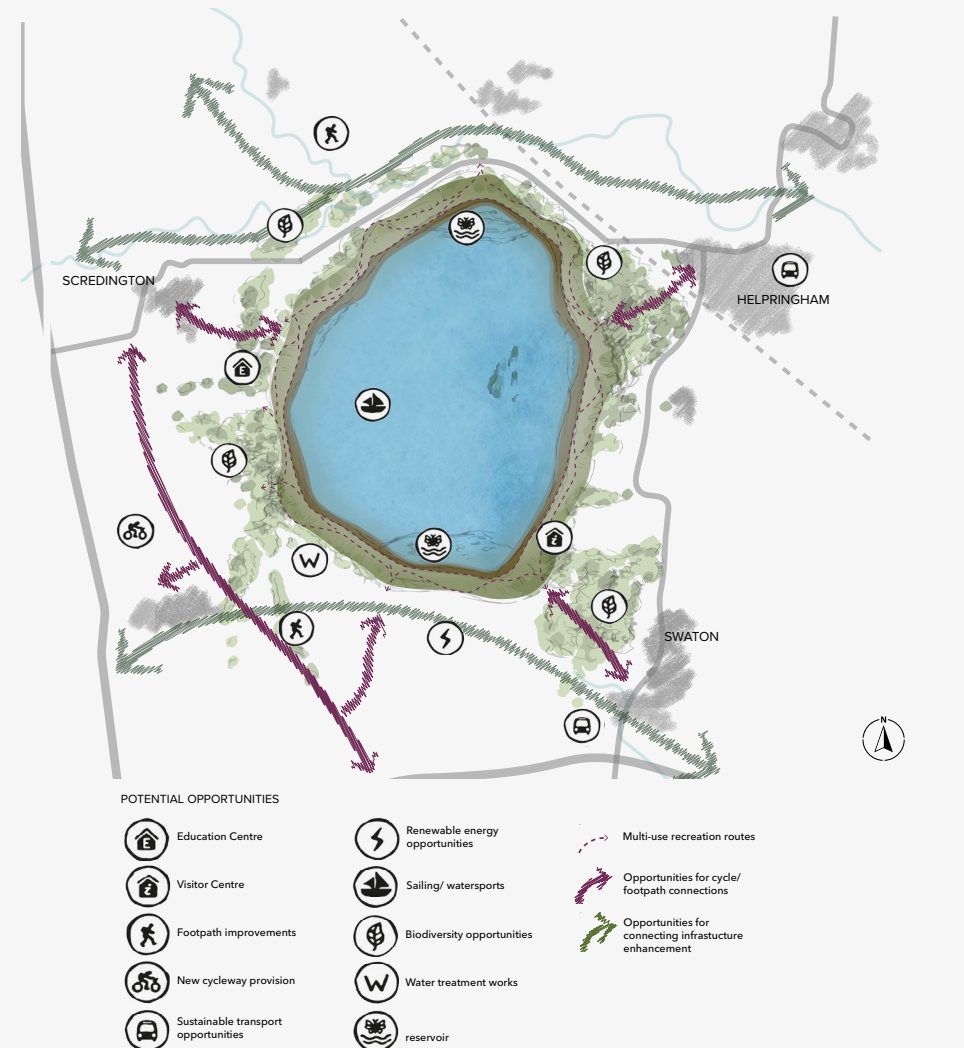 SCREDINGTON
HELPRINGHAM
SWATON
N
W
E
i
POTENTIAL OPPORTUNITIES
E
Education Centre
i
Visitor Centre
Footpath improvements
New cycleway provision
Sustainable transport
opportunities
Renewable energy
opportunities
Sailing/ watersports
Biodiversity opportunities
W
Water treatment works
reservoir
Multi-use recreation routes
Opportunities for cycle/
footpath connections
Opportunities for
connecting infrastucture
enhancement